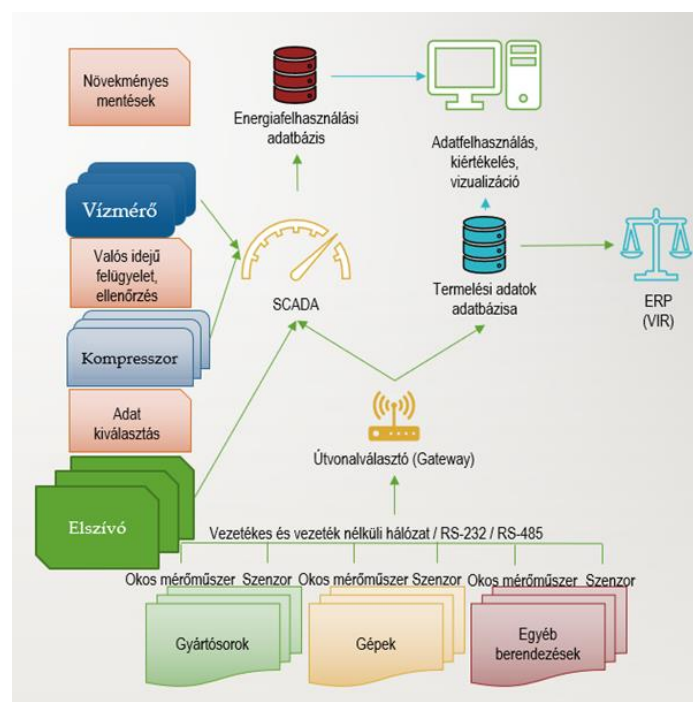 Növekményes
mentések
Energiafelhasználási
adatbázis
Adatfelhasználás,
kiértékelés,
vizualizáció
Vízmérő
Valós idejű
felügyelet,
ellenőrzés
SCADA
Termelési adatok
adatbázisa
ERP
(VIR)
Kompresszor
Adat
kiválasztás
Útvonalválasztó (Gateway)
Elszívó
Vezetékes és vezeték nélküli hálózat / RS-232 / RS-485
Okos mérőműszer Szenzor Okos mérőműszer Szenzor Okos mérőműszer Szenzor
Gyártósorok
Gépek
Egyéb
berendezések